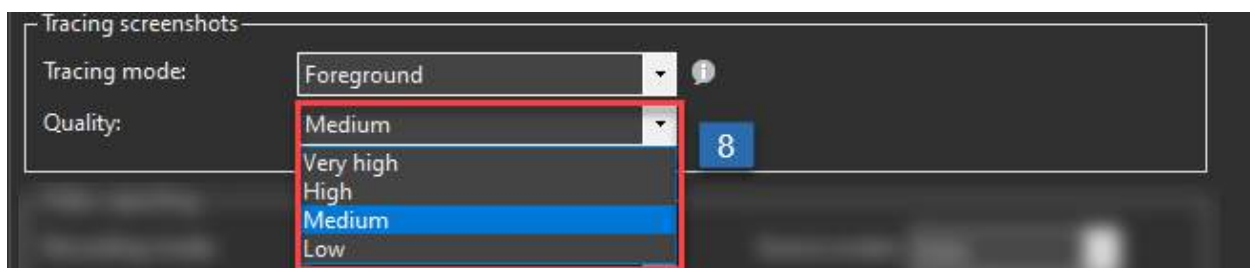 Tracing screenshots
Tracing mode: Foreground
Quality: Medium
8
Very high
High
Medium
Low